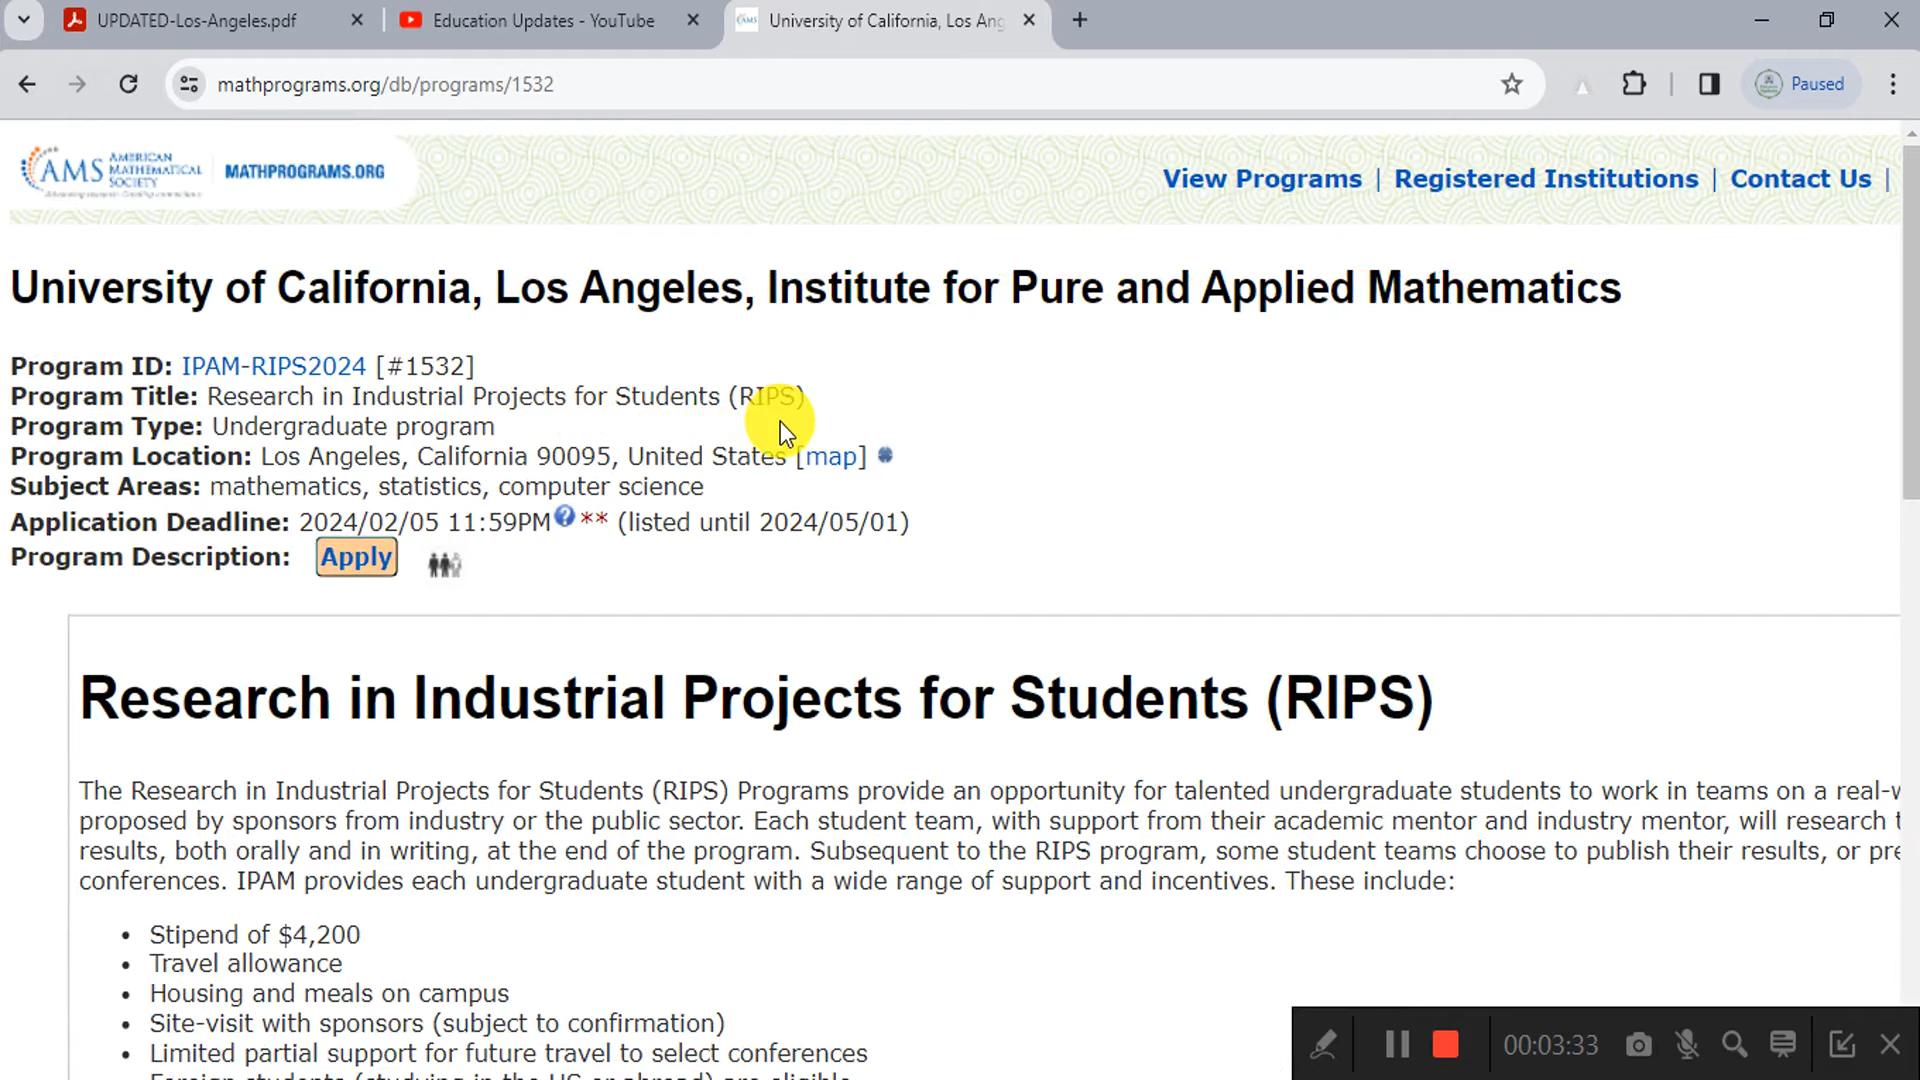 UPDATED-Los-Angeles.pdf
Education Updates - YouTube
University of California, Los Ang
mathprograms.org/db/programs/1532
Paused
AMS AMERICAN MATHEMATICAL SOCIETY
MATHPROGRAMS.ORG
View Programs | Registered Institutions | Contact Us |
University of California, Los Angeles, Institute for Pure and Applied Mathematics
Program ID: IPAM-RIPS2024 [#1532]
Program Title: Research in Industrial Projects for Students (RIPS)
Program Type: Undergraduate program
Program Location: Los Angeles, California 90095, United States [map]
Subject Areas: mathematics, statistics, computer science
Application Deadline: 2024/02/05 11:59PM ** (listed until 2024/05/01)
Program Description: Apply
Research in Industrial Projects for Students (RIPS)
The Research in Industrial Projects for Students (RIPS) Programs provide an opportunity for talented undergraduate students to work in teams on a real-w
proposed by sponsors from industry or the public sector. Each student team, with support from their academic mentor and industry mentor, will research t
results, both orally and in writing, at the end of the program. Subsequent to the RIPS program, some student teams choose to publish their results, or pre
conferences. IPAM provides each undergraduate student with a wide range of support and incentives. These include:
• Stipend of $4,200
• Travel allowance
• Housing and meals on campus
• Site-visit with sponsors (subject to confirmation)
• Limited partial support for future travel to select conferences
Foreign students (studying in the US or abroad) are eligible
00:03:33